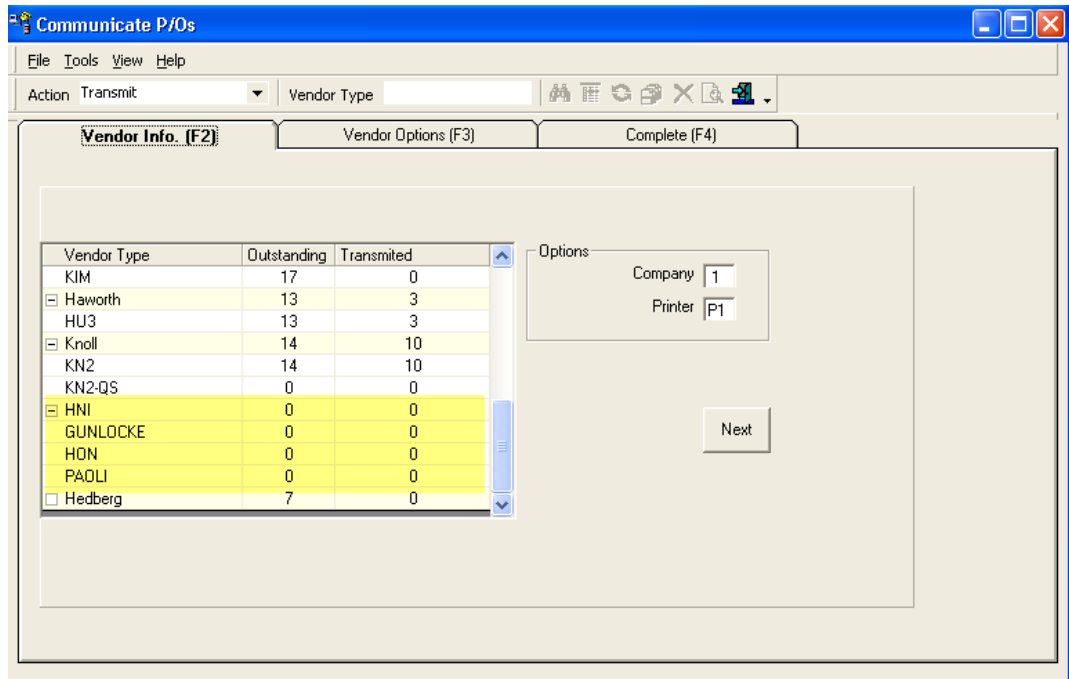 Communicate P/Os
File Tools View Help
Action Transmit Vendor Type
Vendor Info. (F2) Vendor Options (F3) Complete (F4)
Vendor Type Outstanding Transmited
KIM 17 0
Haworth 13 3
HU3 13 3
Knoll 14 10
KN2 14 10
KN2-QS 0 0
HNI 0 0
GUNLOCKE 0 0
HON 0 0
PAOLI 0 0
Hedberg 7 0
Options
Company 1
Printer P1
Next